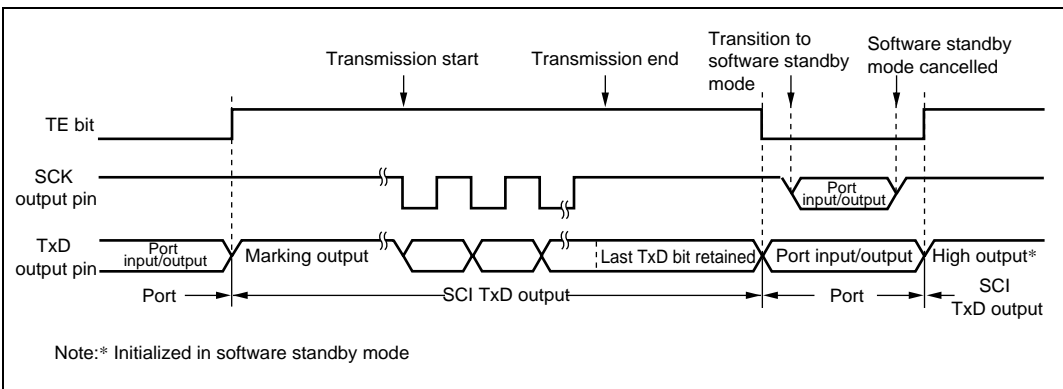 Transmission start
Transmission end
Transition to
software standby
mode
Software standby
mode cancelled
TE bit
SCK
output pin
Port
input/output
TxD
output pin
Port
input/output
Marking output
Last TxD bit retained
Port input/output
High output*
Port
SCI TxD output
Port
SCI
TxD output
Note:* Initialized in software standby mode